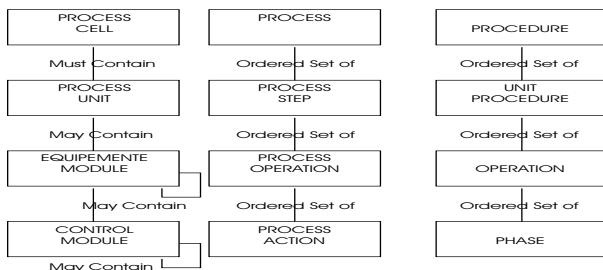 PROCESS
CELL
Must Contain
PROCESS
UNIT
May Contain
EQUIPEMENTE
MODULE
May Contain
CONTROL
MODULE
May Contain
PROCESS
Ordered Set of
PROCESS
STEP
Ordered Set of
PROCESS
OPERATION
Ordered Set of
PROCESS
ACTION
PROCEDURE
Ordered Set of
UNIT
PROCEDURE
Ordered Set of
OPERATION
Ordered Set of
PHASE